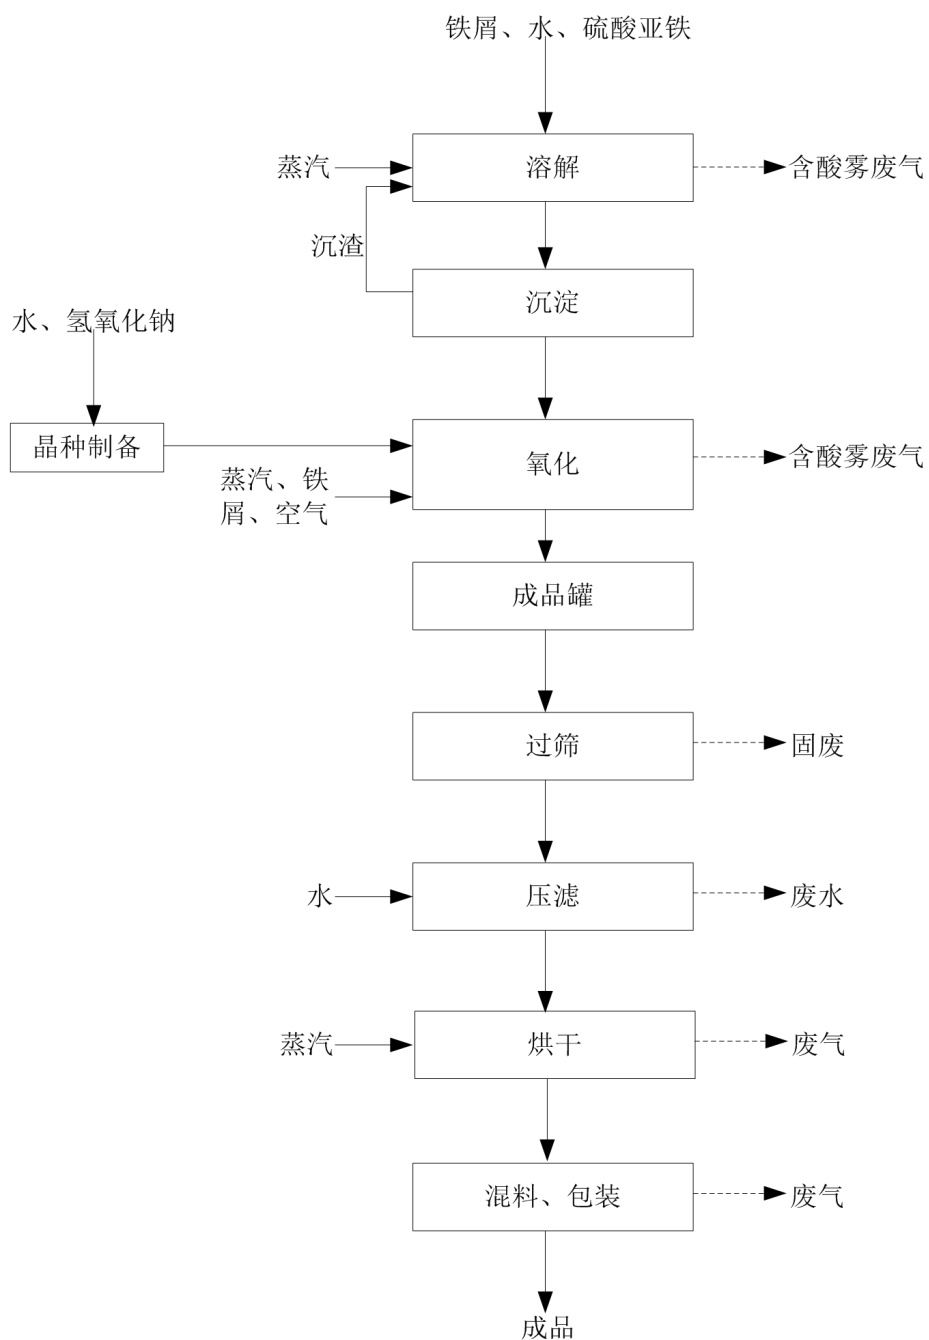 铁屑、水、硫酸亚铁
蒸汽
溶解
含酸雾废气
沉渣
沉淀
水、氢氧化钠
晶种制备
氧化
含酸雾废气
蒸汽、铁
屑、空气
成品罐
过筛
固废
水
压滤
废水
蒸汽
烘干
废气
混料、包装
废气
成品